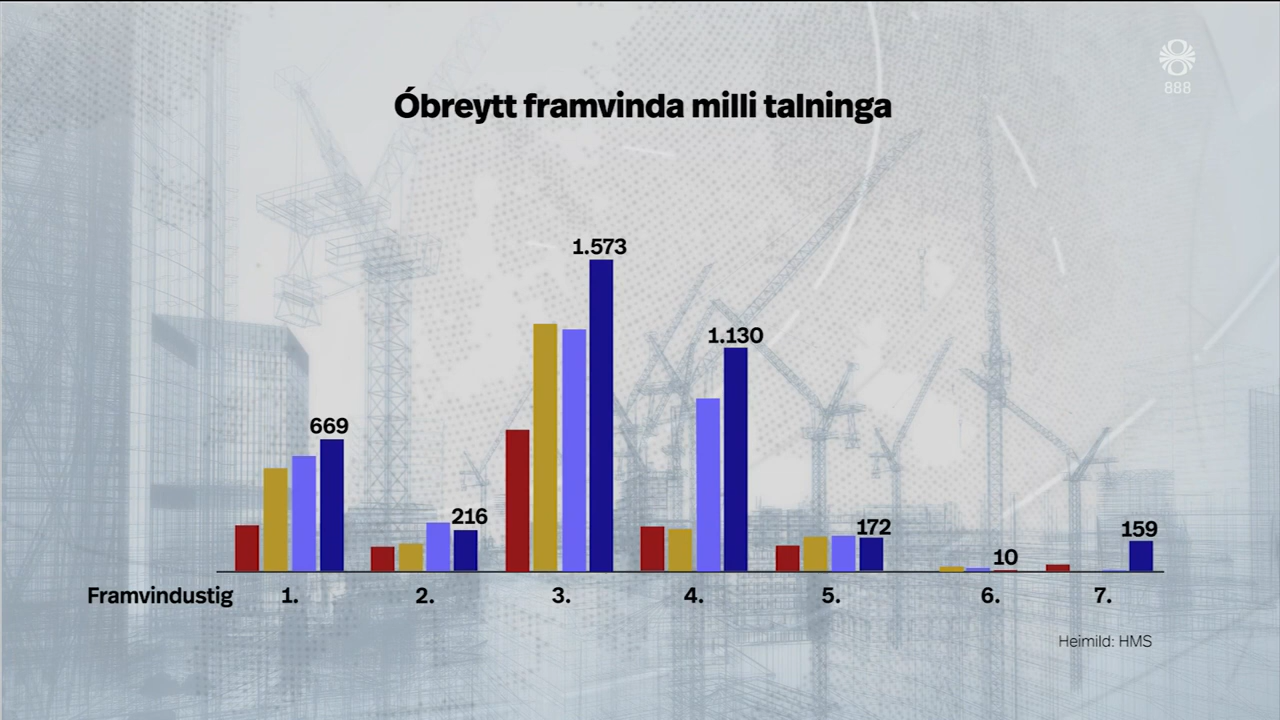 888
Óbreytt framvinda milli talninga
1.573
1.130
669
216
172
10
159
Framvindustig 1. 2. 3. 4. 5. 6. 7.
Heimild: HMS